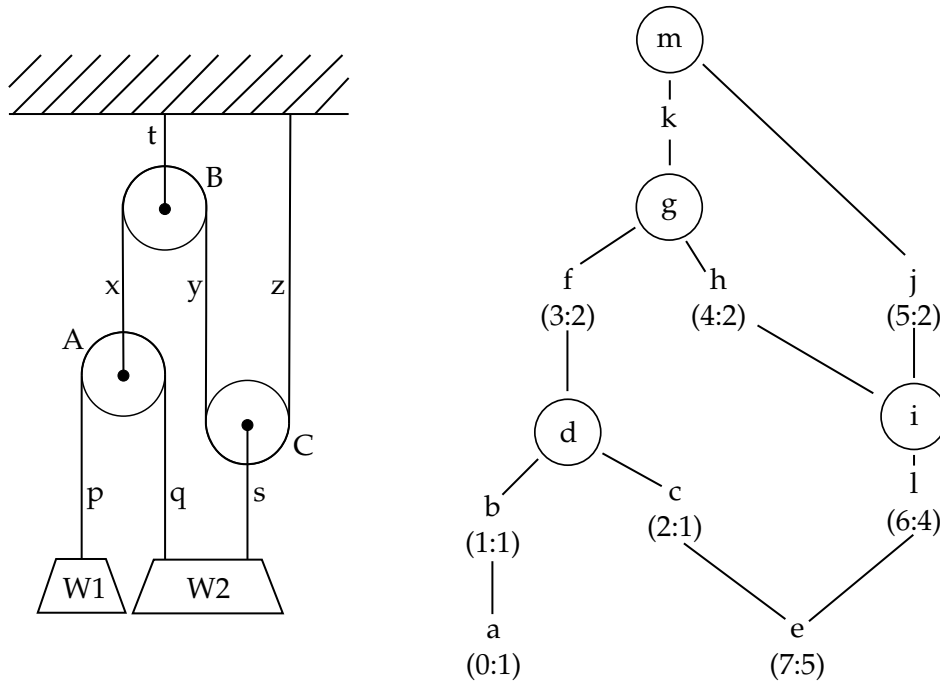 t
B
x
y
z
A
C
p
q
s
W1
W2
m
k
g
f
h
j
(3:2)
(4:2)
(5:2)
d
i
b
c
l
(1:1)
(2:1)
(6:4)
a
e
(0:1)
(7:5)